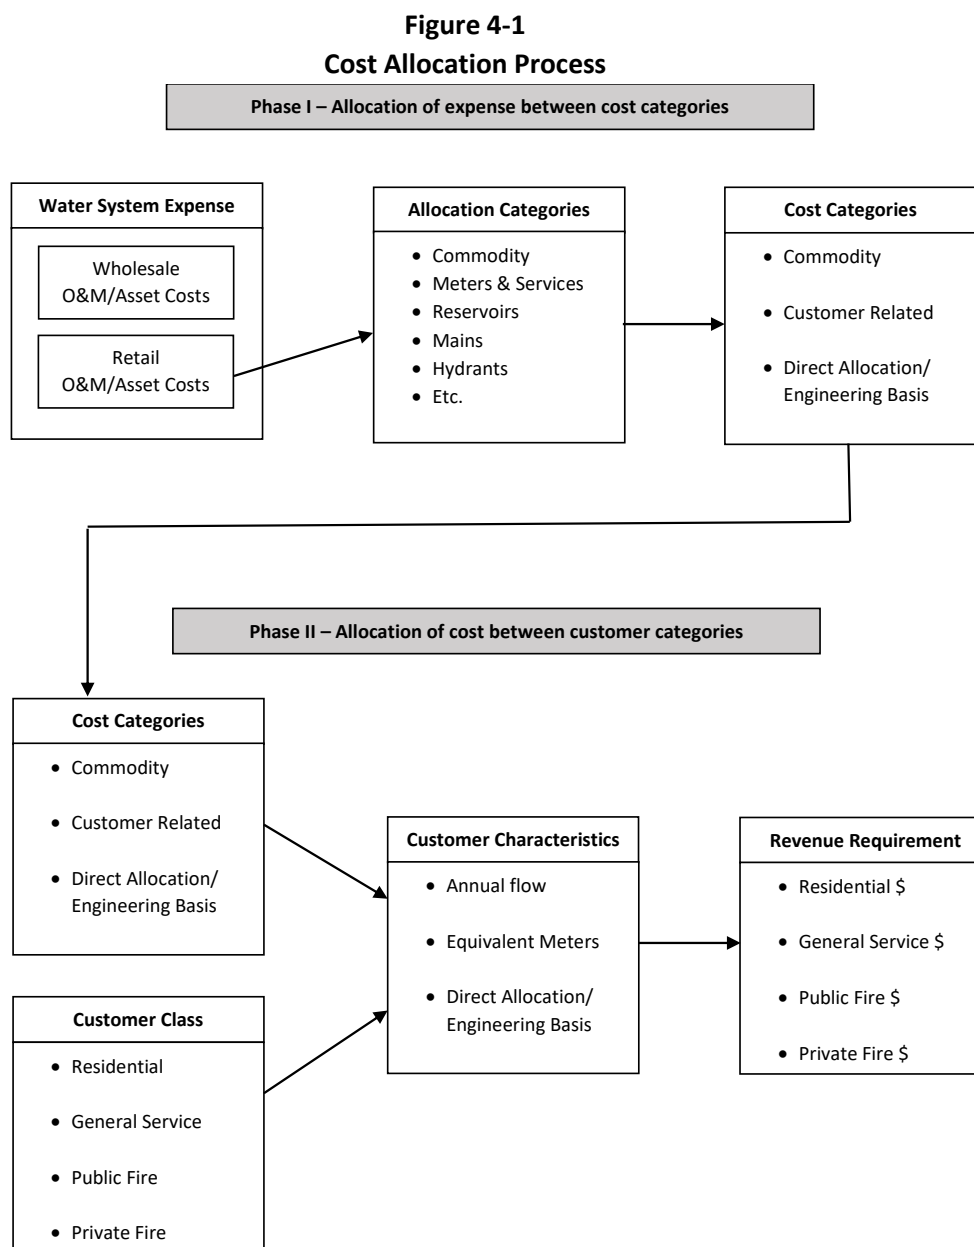 Figure 4-1
Cost Allocation Process
Phase I – Allocation of expense between cost categories
Water System Expense
Wholesale
O&M/Asset Costs
Retail
O&M/Asset Costs
Allocation Categories
• Commodity
• Meters & Services
• Reservoirs
• Mains
• Hydrants
• Etc.
Cost Categories
• Commodity
• Customer Related
• Direct Allocation/
Engineering Basis
Phase II – Allocation of cost between customer categories
Cost Categories
• Commodity
• Customer Related
• Direct Allocation/
Engineering Basis
Customer Class
• Residential
• General Service
• Public Fire
• Private Fire
Customer Characteristics
• Annual flow
• Equivalent Meters
• Direct Allocation/
Engineering Basis
Revenue Requirement
• Residential $
• General Service $
• Public Fire $
• Private Fire $